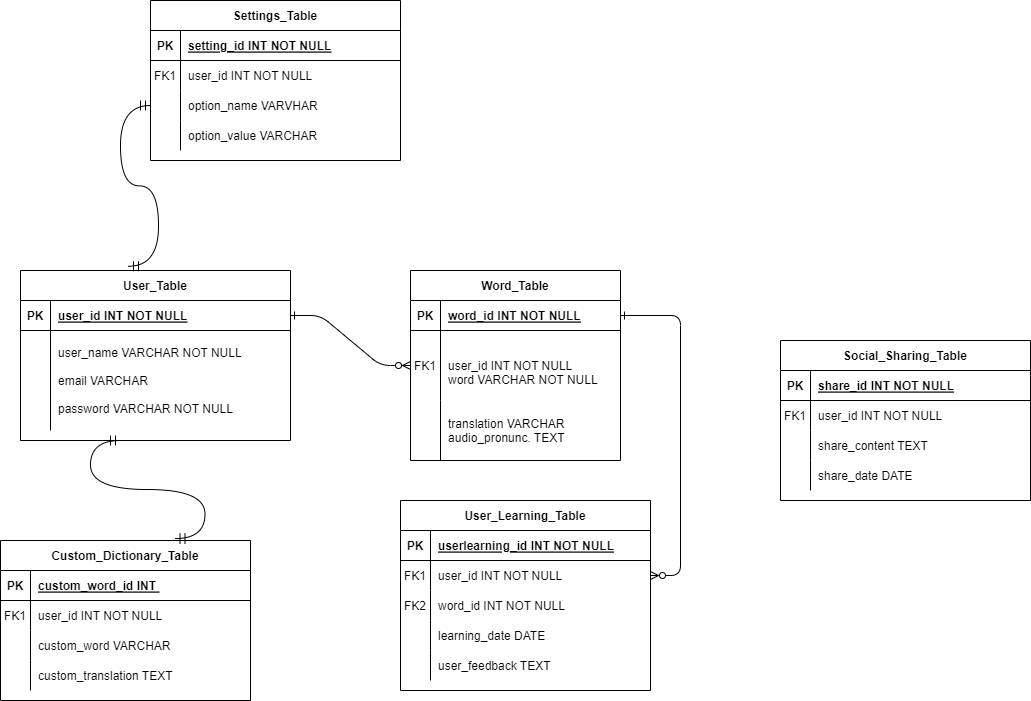 Settings_Table
PK setting_id INT NOT NULL
FK1 user_id INT NOT NULL
option_name VARVHAR
option_value VARCHAR
User_Table
PK user_id INT NOT NULL
user_name VARCHAR NOT NULL
email VARCHAR
password VARCHAR NOT NULL
Word_Table
PK word_id INT NOT NULL
FK1 user_id INT NOT NULL
word VARCHAR NOT NULL
translation VARCHAR
audio_pronunc. TEXT
Social_Sharing_Table
PK share_id INT NOT NULL
FK1 user_id INT NOT NULL
share_content TEXT
share_date DATE
Custom_Dictionary_Table
PK custom_word_id INT
FK1 user_id INT NOT NULL
custom_word VARCHAR
custom_translation TEXT
User_Learning_Table
PK userlearning_id INT NOT NULL
FK1 user_id INT NOT NULL
FK2 word_id INT NOT NULL
learning_date DATE
user_feedback TEXT